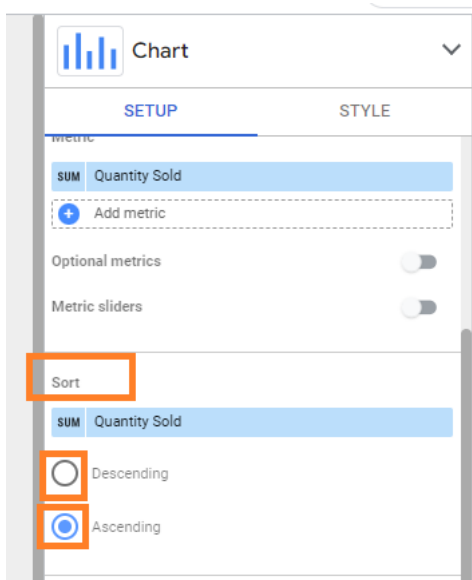 Chart
SETUP STYLE
Metric
SUM Quantity Sold
Add metric
Optional metrics
Metric sliders
Sort
SUM Quantity Sold
Descending
Ascending